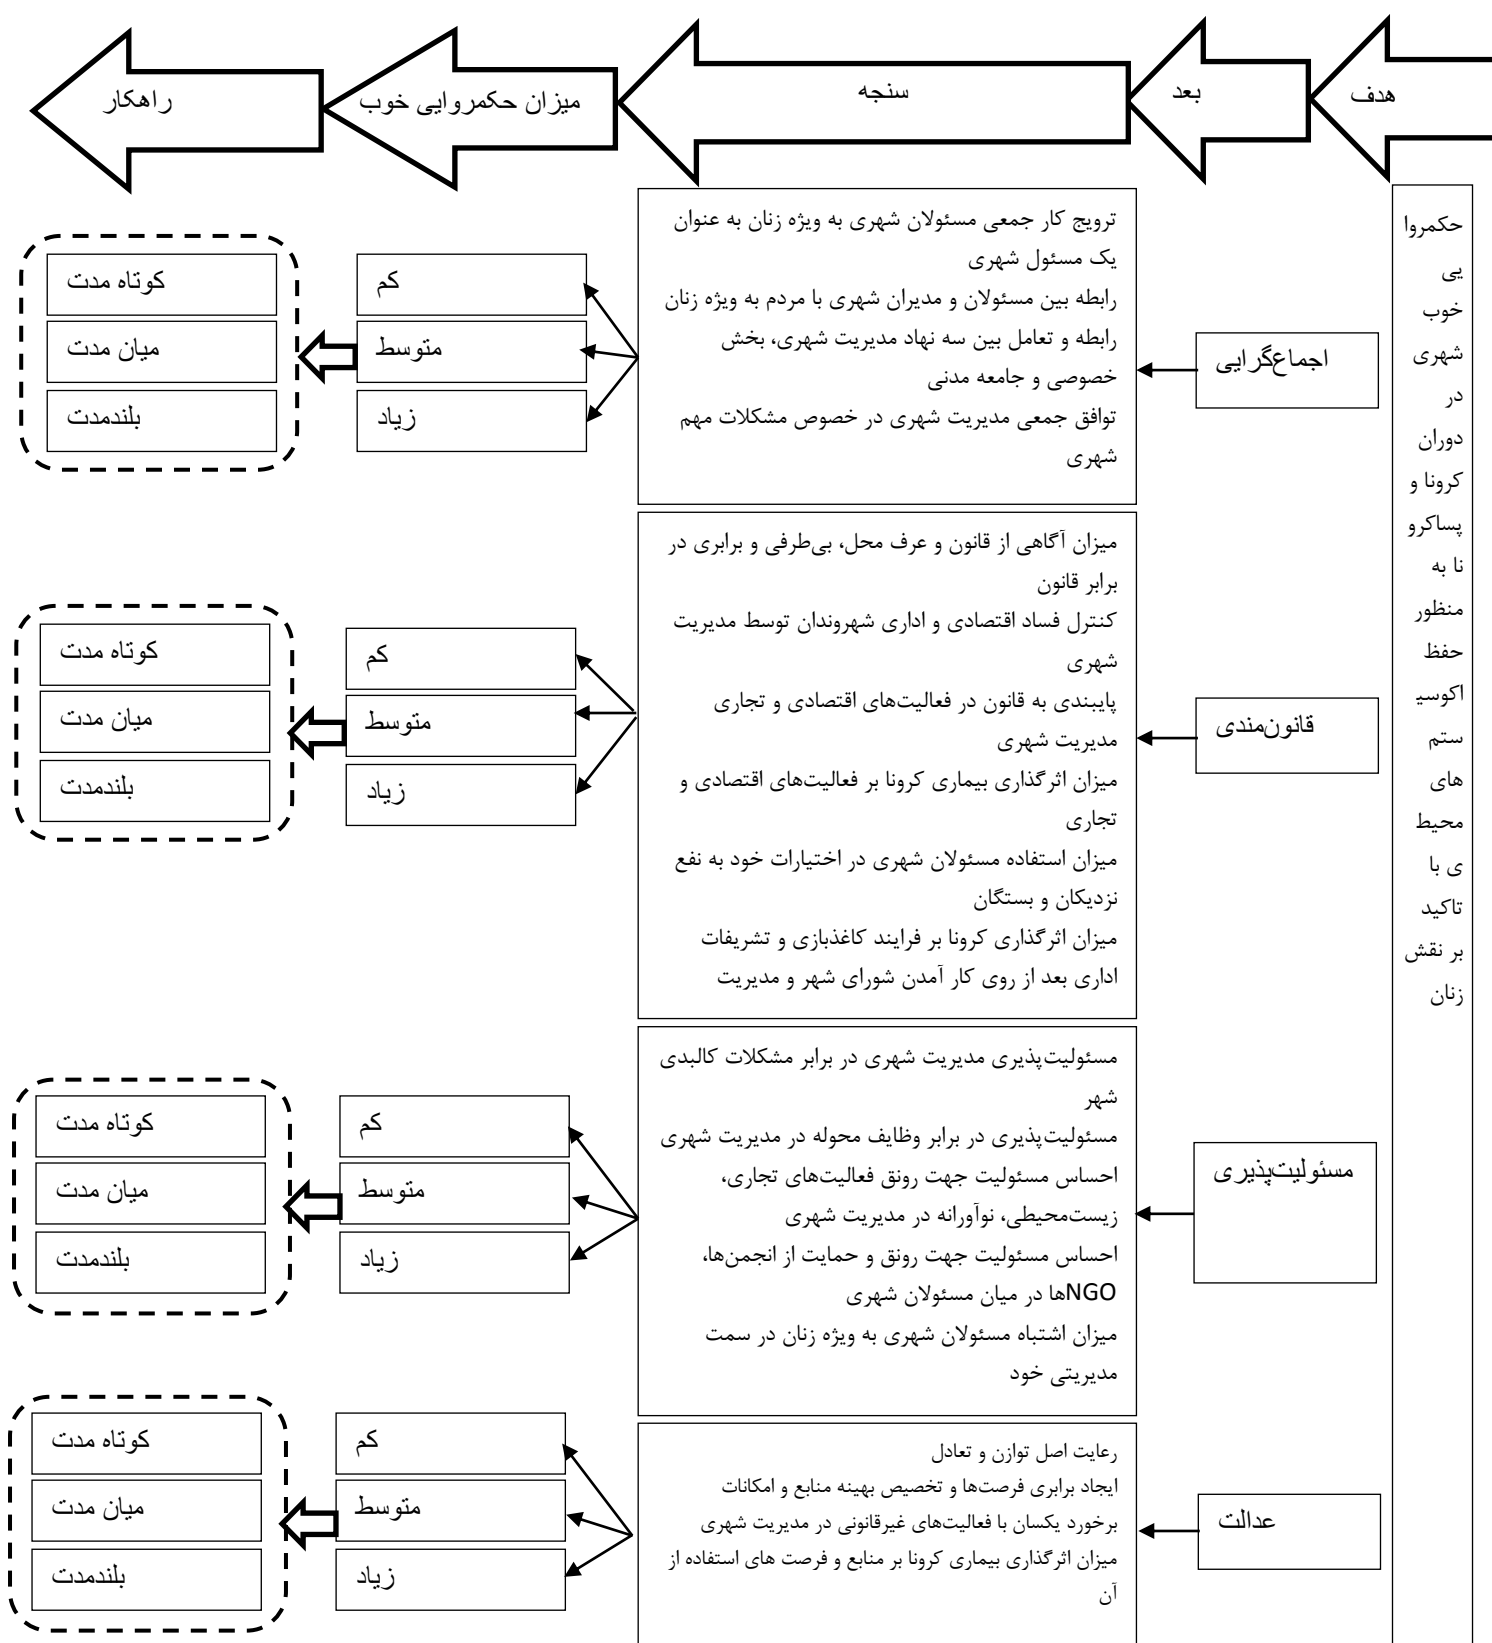 هدف
بعد
سنجه
میزان حکمروایی خوب
راهکار
حکمروا
یی
خوب
شهری
در
دوران
کرونا و
پساکرو
نا به
منظور
حفظ
اکوسی
ستم
های
محیط
ی با
تاکید
بر نقش
زنان
اجماع‌گرایی
ترویج کار جمعی مسئولان شهری به ویژه زنان به عنوان
یک مسئول شهری
رابطه بین مسئولان و مدیران شهری با مردم به ویژه زنان
رابطه و تعامل بین سه نهاد مدیریت شهری، بخش
خصوصی و جامعه مدنی
توافق جمعی مدیریت شهری در خصوص مشکلات مهم
شهری
کم
متوسط
زیاد
کوتاه مدت
میان مدت
بلندمدت
قانون‌مندی
میزان آگاهی از قانون و عرف محل، بی‌طرفی و برابری در
برابر قانون
کنترل فساد اقتصادی و اداری شهروندان توسط مدیریت
شهری
پایبندی به قانون در فعالیت‌های اقتصادی و تجاری
مدیریت شهری
میزان اثرگذاری بیماری کرونا بر فعالیت‌های اقتصادی و
تجاری
میزان استفاده مسئولان شهری در اختیارات خود به نفع
نزدیکان و بستگان
میزان اثرگذاری کرونا بر فرایند کاغذبازی و تشریفات
اداری بعد از روی کار آمدن شورای شهر و مدیریت
کم
متوسط
زیاد
کوتاه مدت
میان مدت
بلندمدت
مسئولیت‌پذیری
مسئولیت‌پذیری مدیریت شهری در برابر مشکلات کالبدی
شهر
مسئولیت‌پذیری در برابر وظایف محوله در مدیریت شهری
احساس مسئولیت جهت رونق فعالیت‌های تجاری،
زیست‌محیطی، نوآورانه در مدیریت شهری
احساس مسئولیت جهت رونق و حمایت از انجمن‌ها،
NGOها در میان مسئولان شهری
میزان اشتباه مسئولان شهری به ویژه زنان در سمت
مدیریتی خود
کم
متوسط
زیاد
کوتاه مدت
میان مدت
بلندمدت
عدالت
رعایت اصل توازن و تعادل
ایجاد برابری فرصت‌ها و تخصیص بهینه منابع و امکانات
برخورد یکسان با فعالیت‌های غیرقانونی در مدیریت شهری
میزان اثرگذاری بیماری کرونا بر منابع و فرصت های استفاده از
آن
کم
متوسط
زیاد
کوتاه مدت
میان مدت
بلندمدت